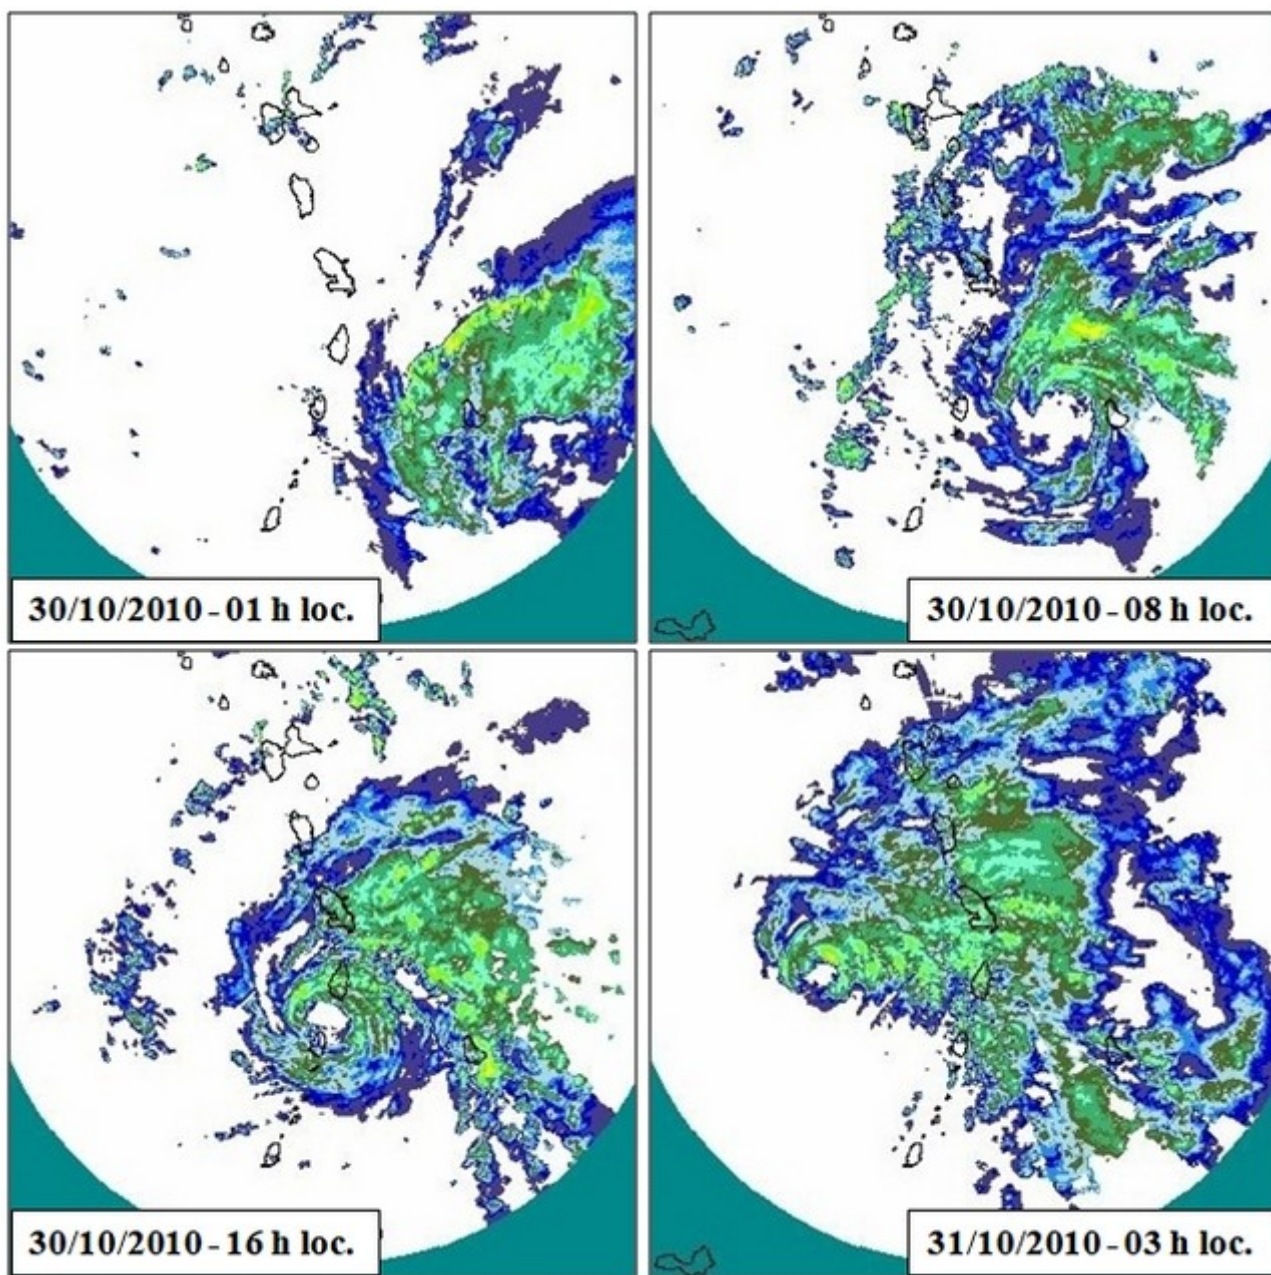 30/10/2010 - 01 h loc.
30/10/2010 - 08 h loc.
30/10/2010 - 16 h loc.
31/10/2010 - 03 h loc.